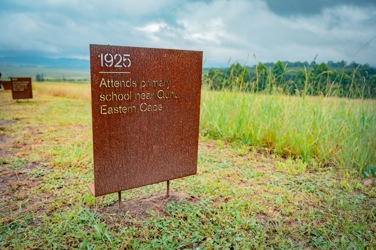 1925
Attends primary
school near Qunu,
Eastern Cape